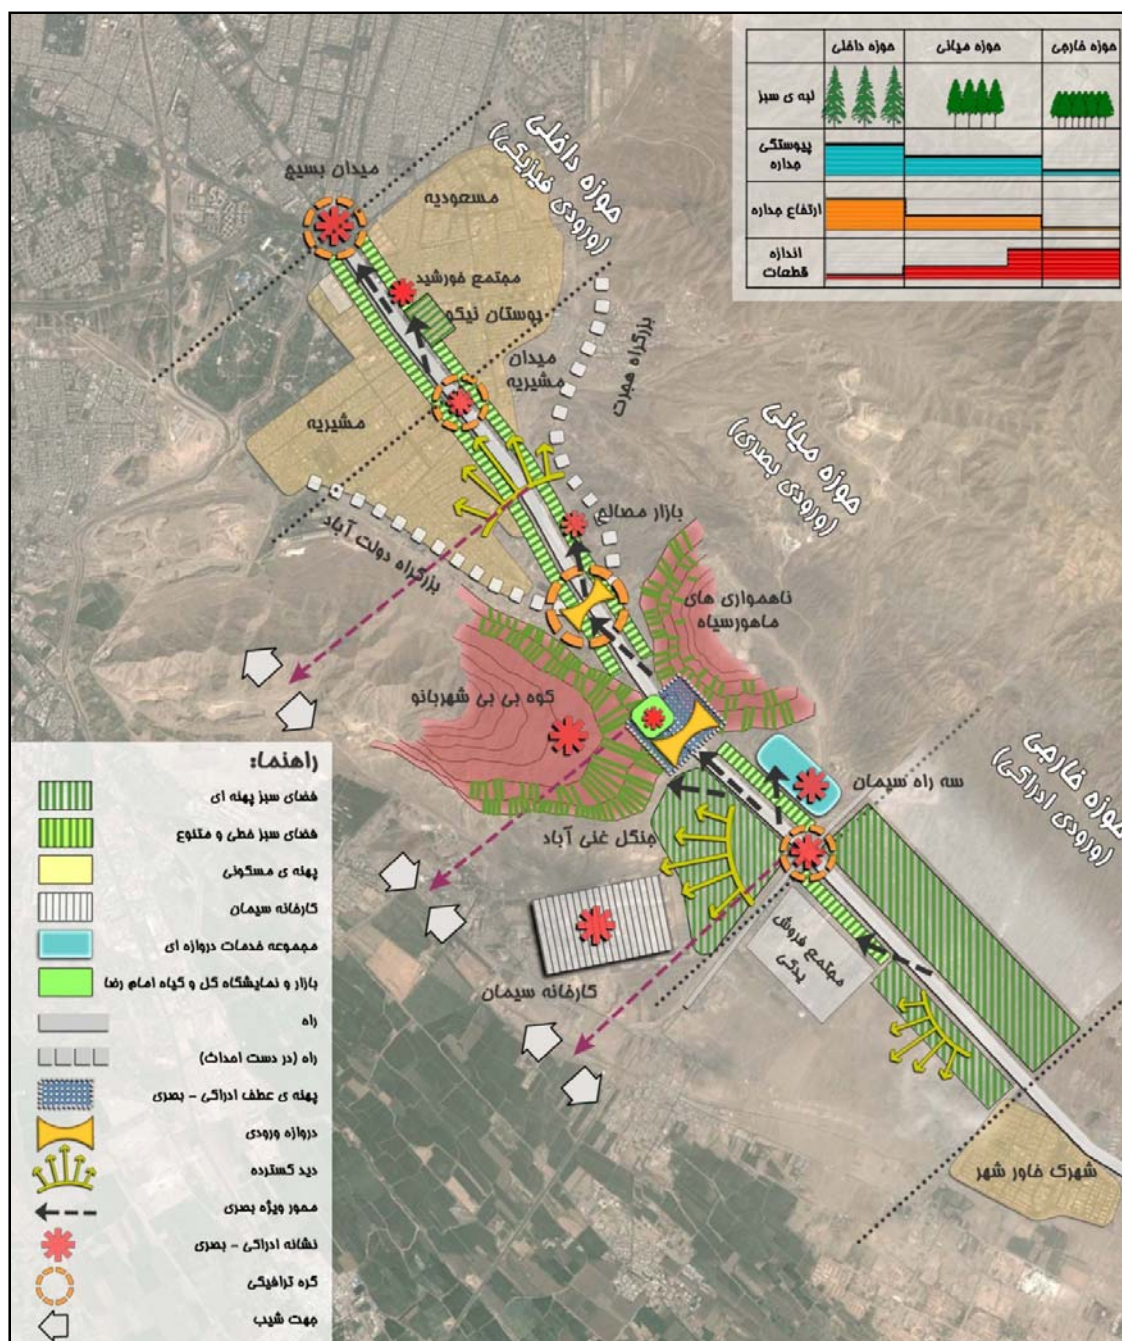 حوزه داخلی
حوزه میانی
حوزه خارجی
لبه ی سبز
پیوستگی
جداره
ارتفاع جداره
اندازه
قطعات
حوزه داخلی
(ورودی فیزیکی)
میدان بسیج
مسعودیه
مجتمع خورشید
بوستان نیکو
میدان
مشیریه
بزرگراه هجرت
مشیریه
حوزه میانی
(ورودی بصری)
بازار مصالح
بزرگراه دولت آباد
ناهمواری های
ماهورسیاه
کوه بی بی شهربانو
حوزه خارجی
(ورودی ادراکی)
سه راه سیمان
جنگل غنی آباد
مجتمع فروش
یدکی
کارخانه سیمان
شهرک خاور شهر
راهنما:
فضای سبز پهنه ای
فضای سبز خطی و متنوع
پهنه ی مسکونی
کارخانه سیمان
مجموعه خدمات دروازه ای
بازار و نمایشگاه گل و گیاه امام رضا
راه
راه (در دست احداث)
پهنه ی عطف ادراکی - بصری
دروازه ورودی
دید گسترده
محور ویژه بصری
نشانه ادراکی - بصری
گره ترافیکی
جهت شیب